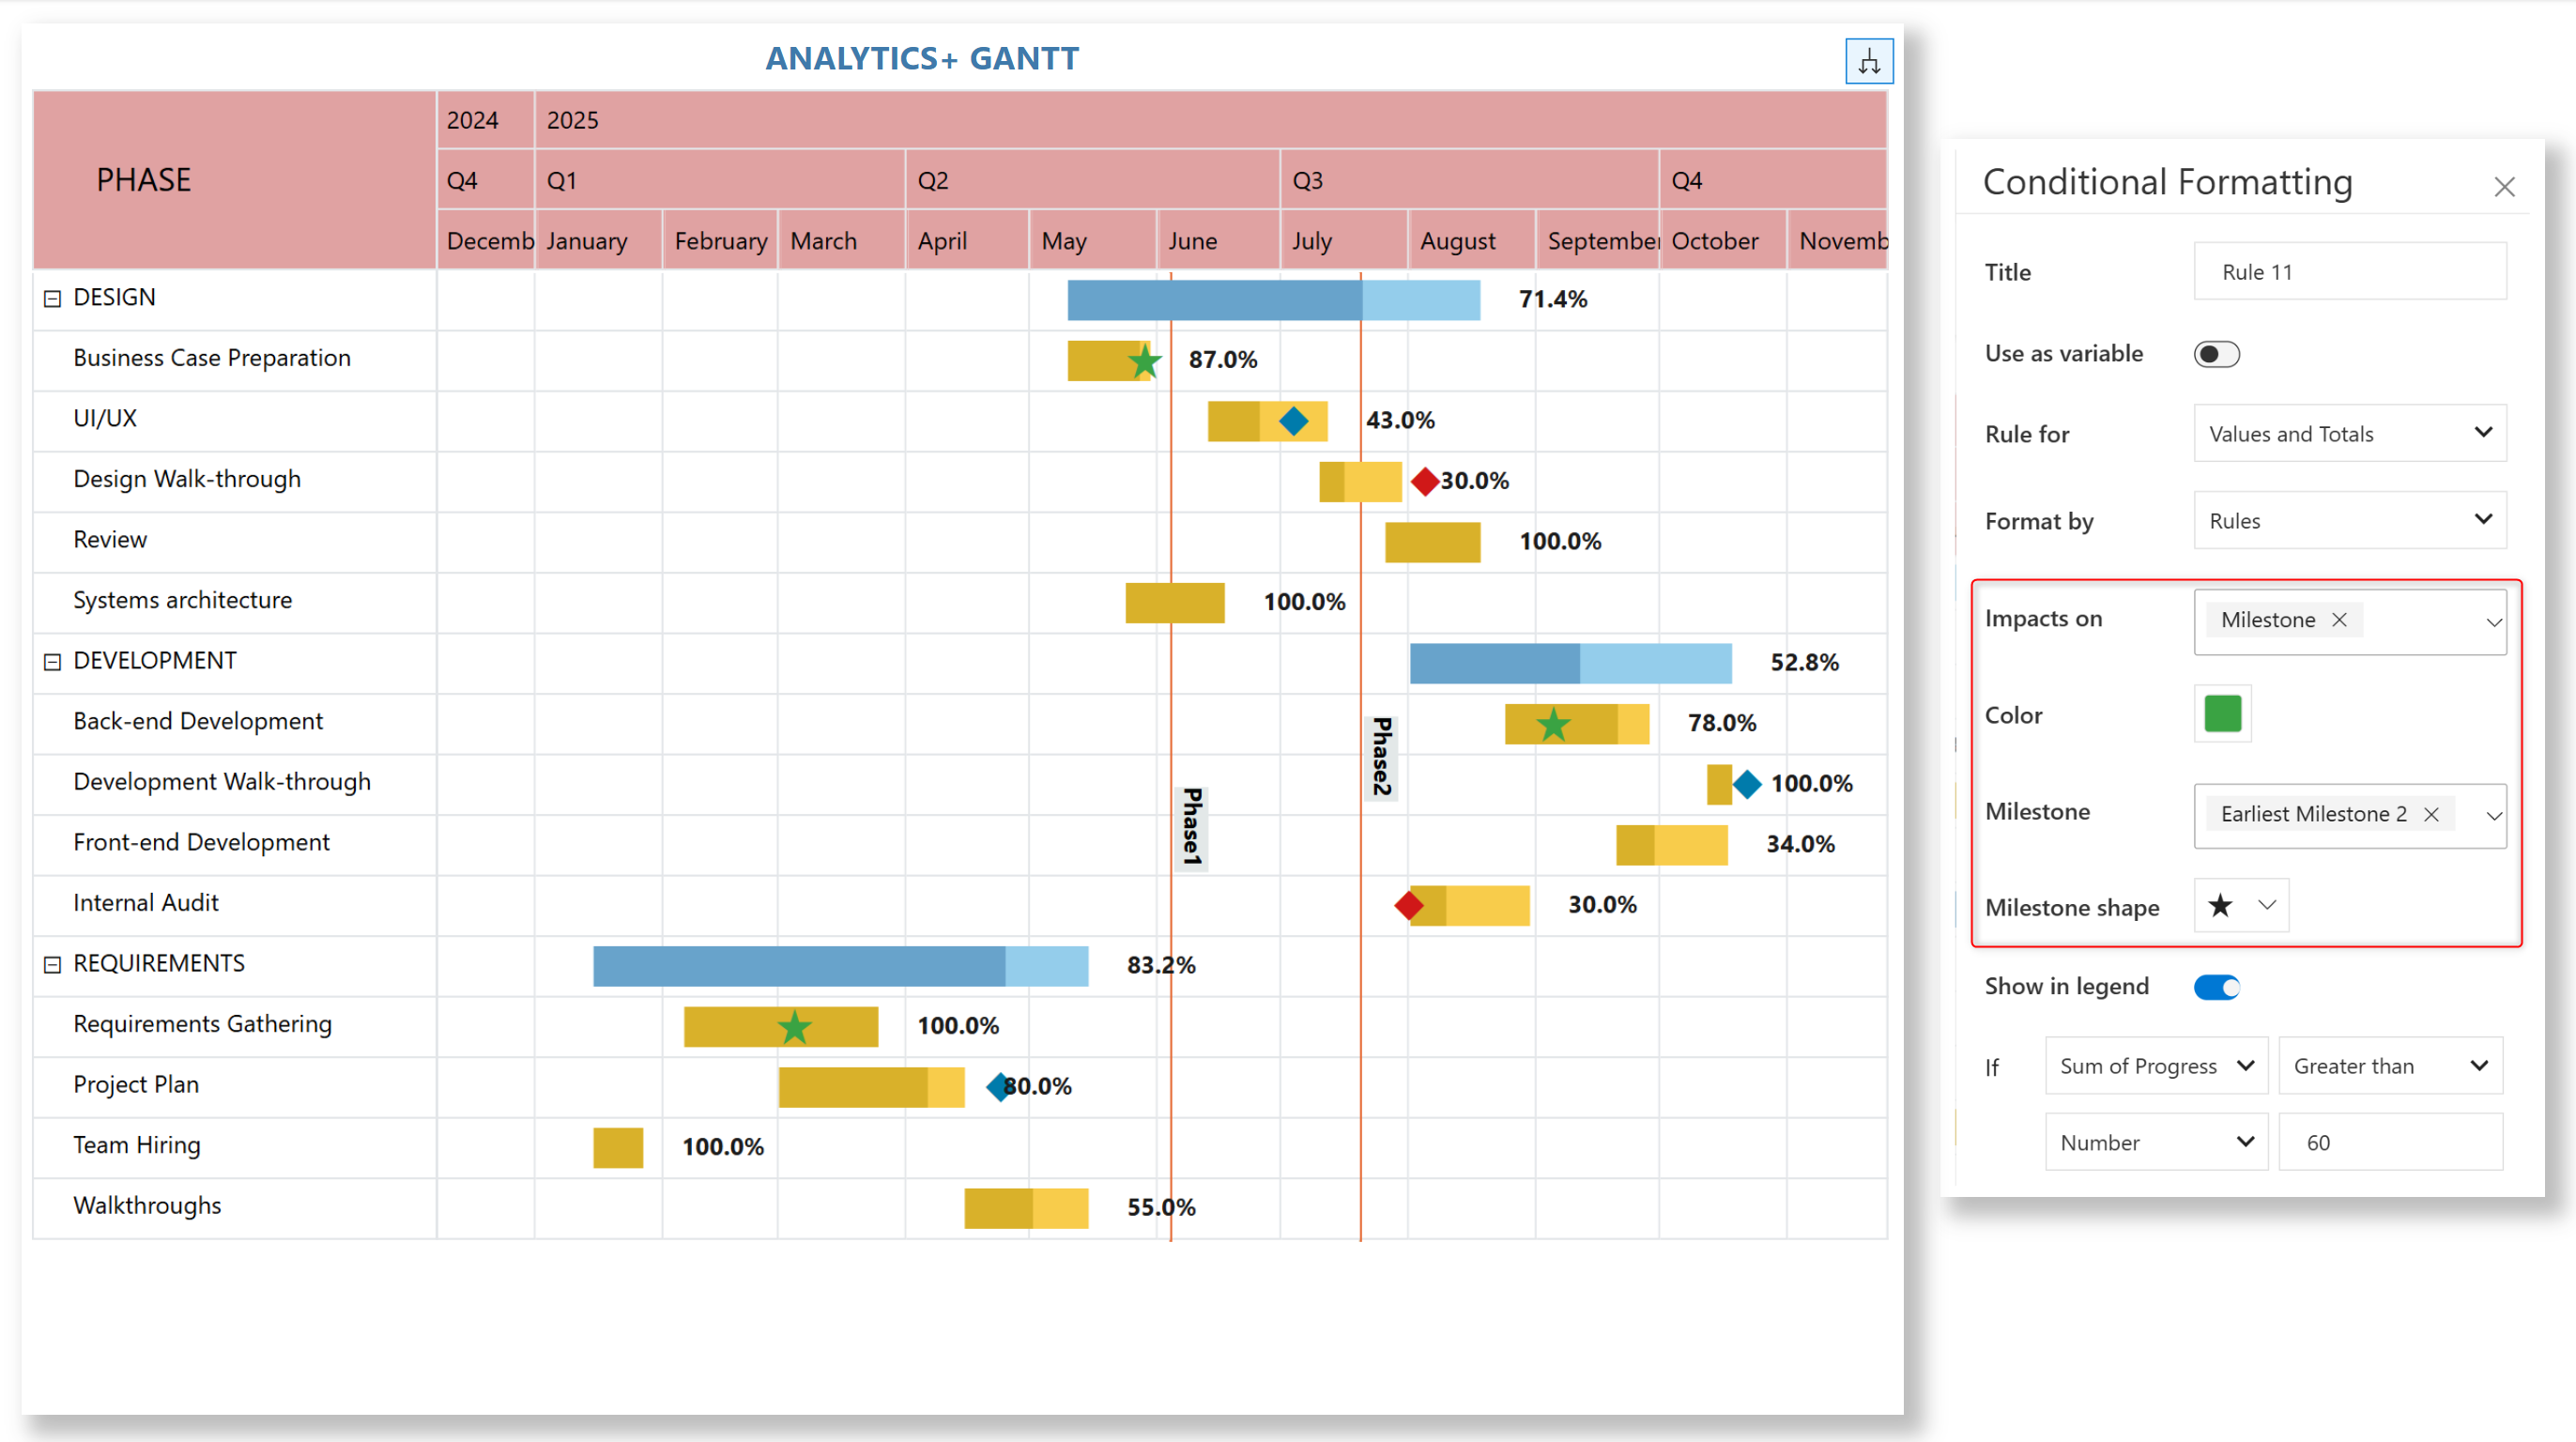 ANALYTICS+ GANTT
PHASE
2024 2025
Q4 Q1 Q2 Q3 Q4
Decemb January February March April May June July August September October Novemb
DESIGN 71.4%
Business Case Preparation 87.0%
UI/UX 43.0%
Design Walk-through 30.0%
Review 100.0%
Systems architecture 100.0%
DEVELOPMENT 52.8%
Back-end Development 78.0%
Phase2
Development Walk-through 100.0%
Phase1
Front-end Development 34.0%
Internal Audit 30.0%
REQUIREMENTS 83.2%
Requirements Gathering 100.0%
Project Plan 80.0%
Team Hiring 100.0%
Walkthroughs 55.0%
Conditional Formatting
Title Rule 11
Use as variable
Rule for Values and Totals
Format by Rules
Impacts on Milestone
Color
Milestone Earliest Milestone 2
Milestone shape
Show in legend
If Sum of Progress Greater than
Number 60